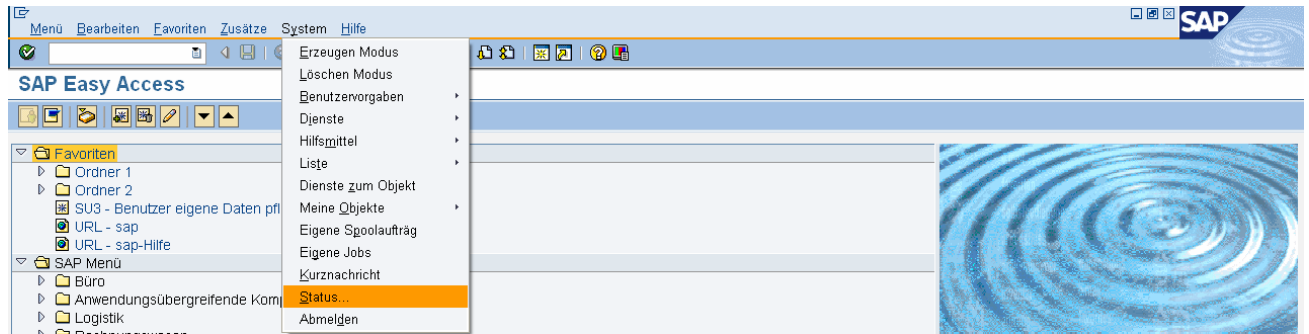 Menü Bearbeiten Favoriten Zusätze System Hilfe
SAP
SAP Easy Access
Erzeugen Modus
Löschen Modus
Benutzervorgaben
Dienste
Hilfsmittel
Liste
Dienste zum Objekt
Meine Objekte
Eigene Spoolaufträg
Eigene Jobs
Kurznachricht
Status...
Abmelden
Favoriten
Ordner 1
Ordner 2
SU3 - Benutzer eigene Daten pfl
URL - sap
URL - sap-Hilfe
SAP Menü
Büro
Anwendungsübergreifende Komp
Logistik